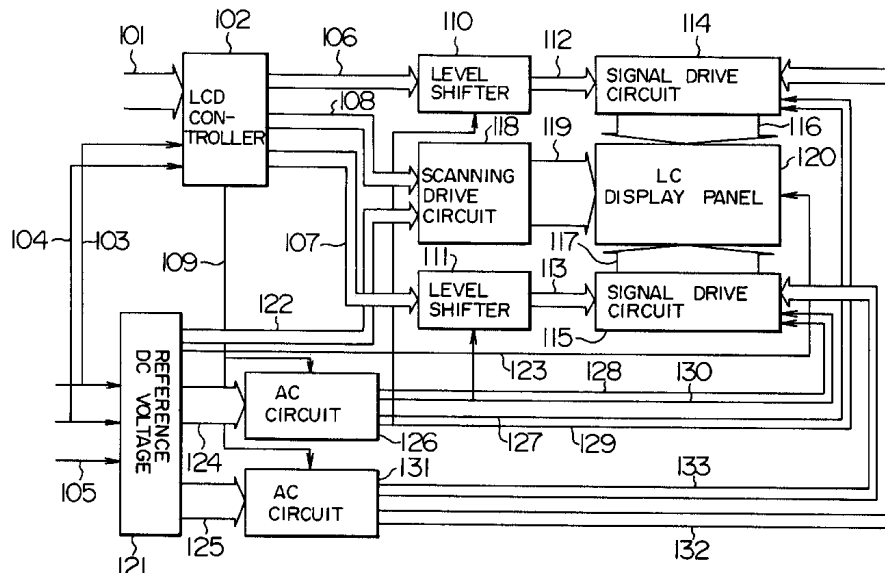 101
102
106
110
112
114
LCD
CON-
TROLLER
108
LEVEL
SHIFTER
SIGNAL DRIVE
CIRCUIT
118
119
116
120
SCANNING
DRIVE
CIRCUIT
LC
DISPLAY PANEL
104
103
109
107
111
113
117
LEVEL
SHIFTER
SIGNAL DRIVE
CIRCUIT
115
122
REFERENCE
DC VOLTAGE
123
128
130
AC
CIRCUIT
124
126
127
129
105
131
133
AC
CIRCUIT
121
125
132